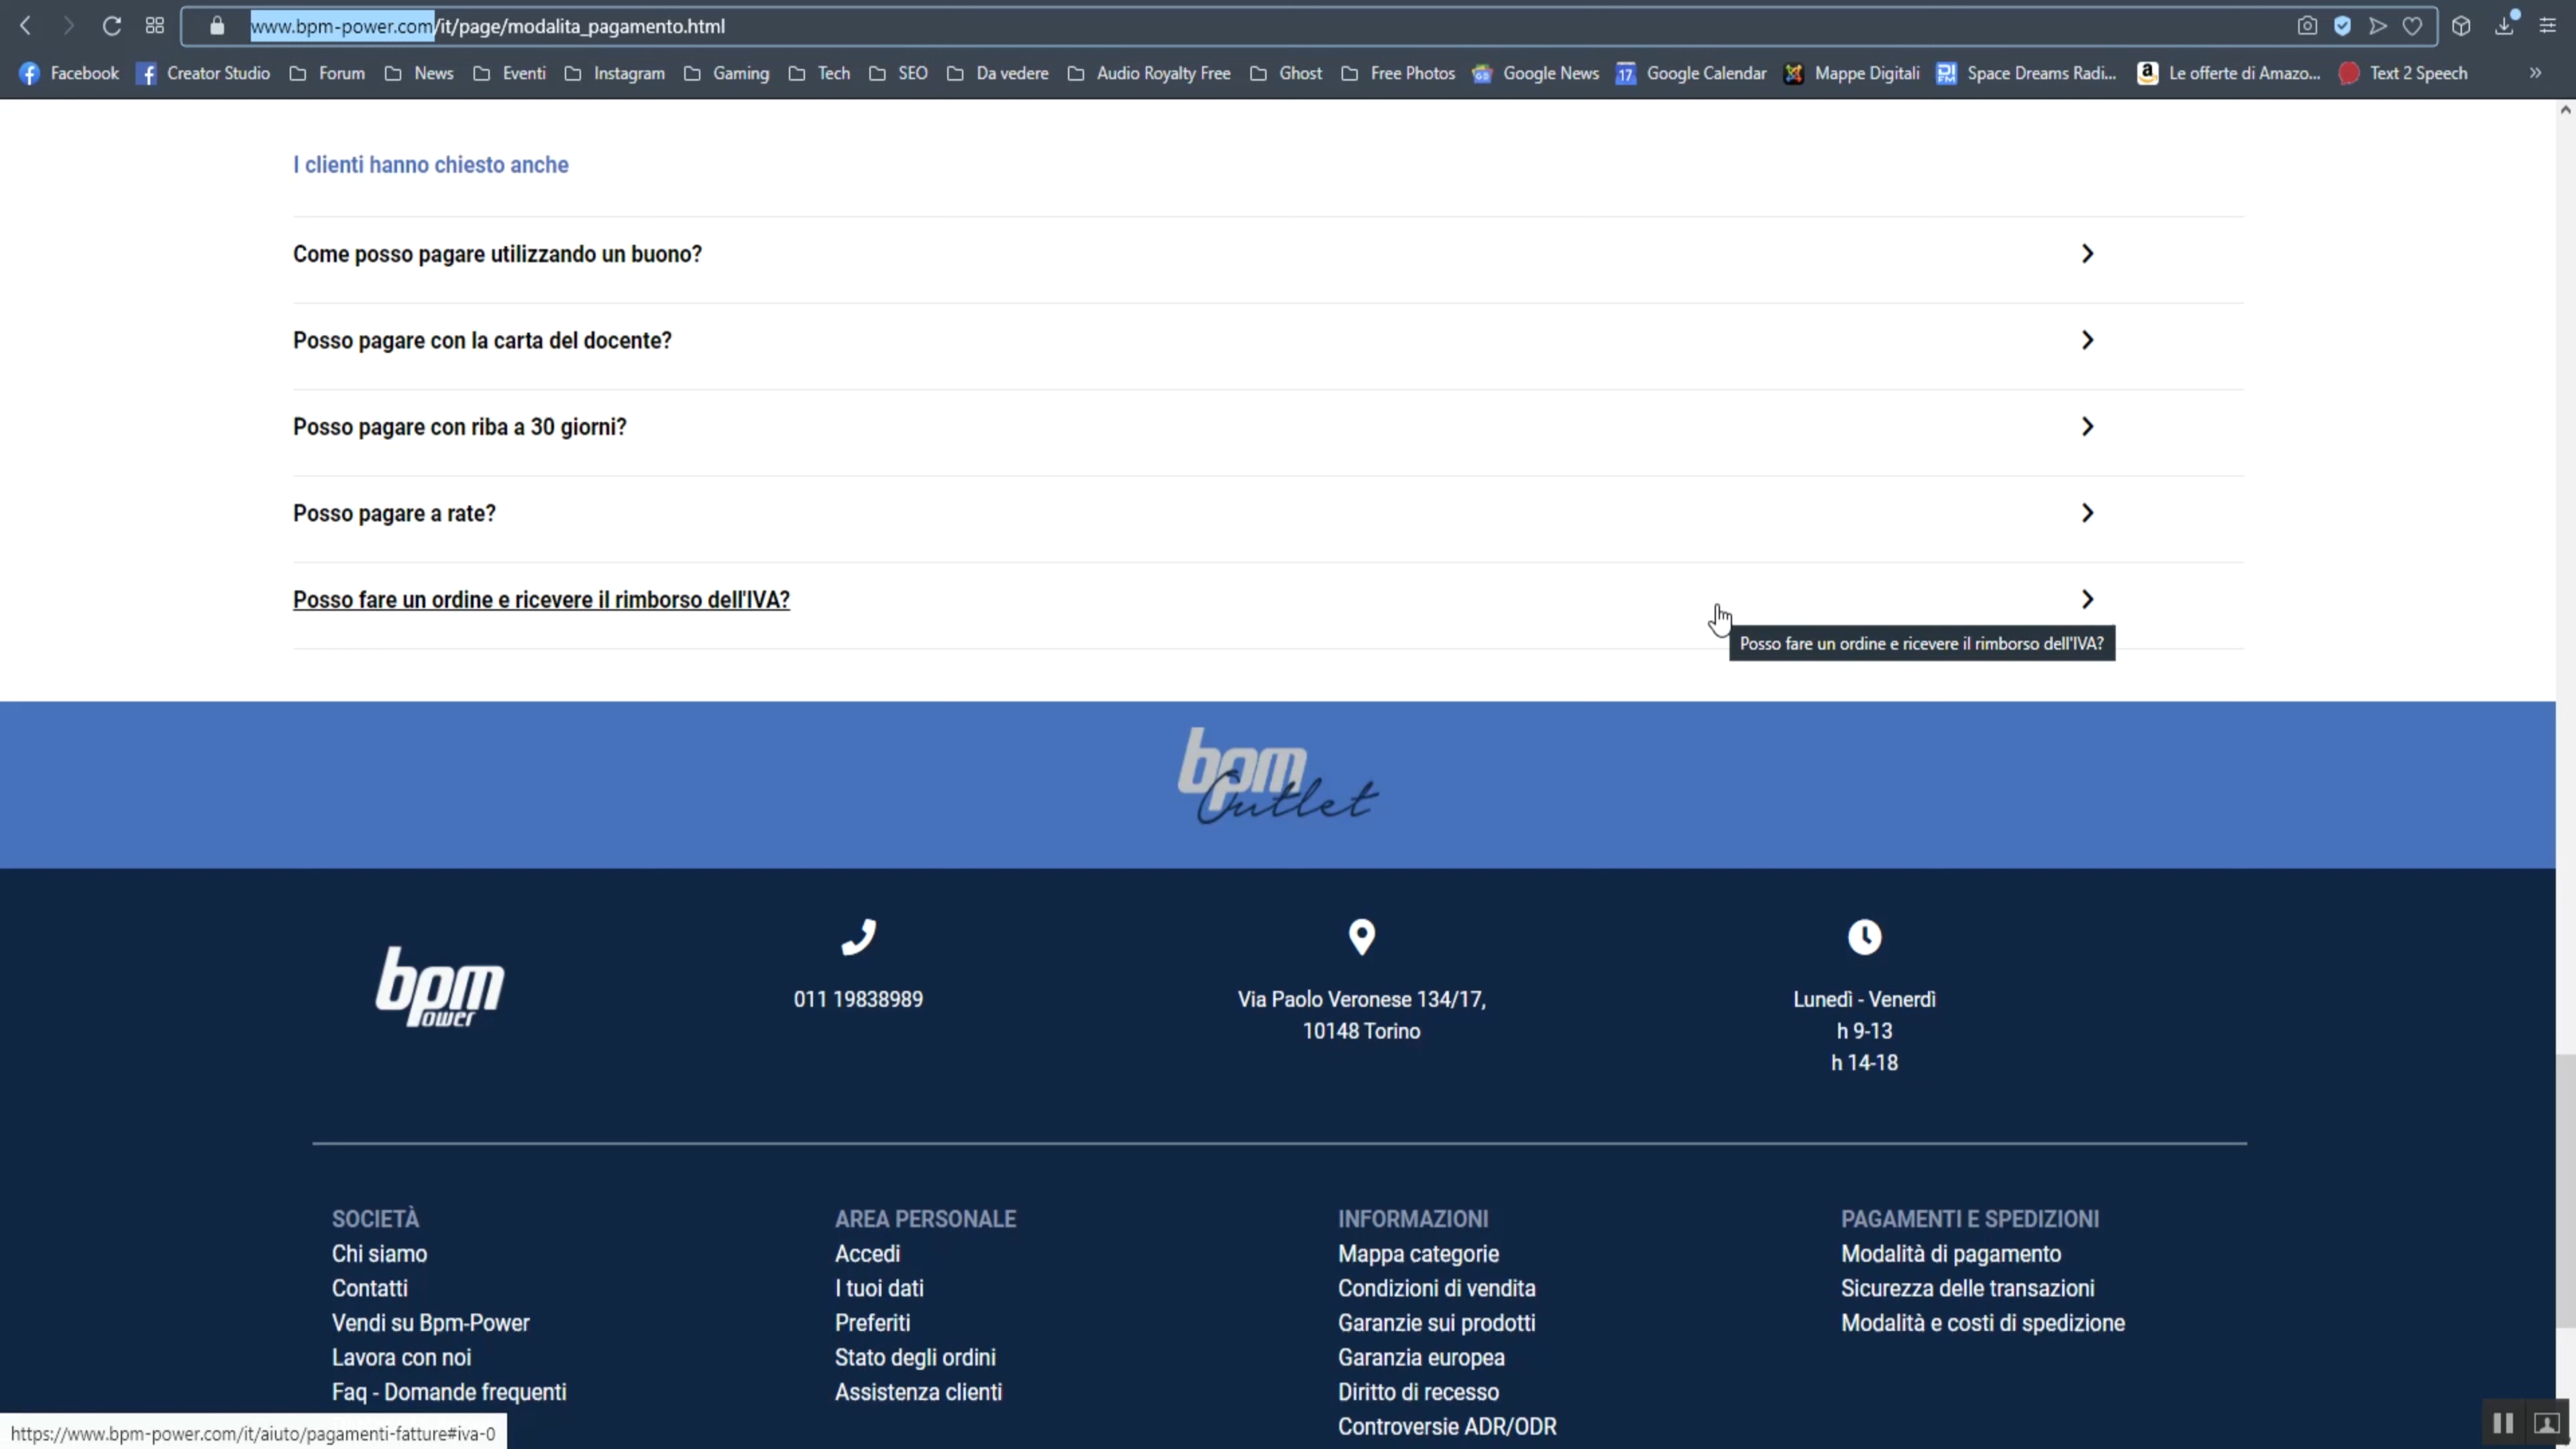 www.bpm-power.com/it/page/modalita_pagamento.html
Facebook Creator Studio Forum News Eventi Instagram Gaming Tech SEO Da vedere Audio Royalty Free Ghost Free Photos Google News 17 Google Calendar Mappe Digitali Space Dreams Radi... Le offerte di Amazo... Text 2 Speech
I clienti hanno chiesto anche
Come posso pagare utilizzando un buono?
Posso pagare con la carta del docente?
Posso pagare con riba a 30 giorni?
Posso pagare a rate?
Posso fare un ordine e ricevere il rimborso dell'IVA?
Posso fare un ordine e ricevere il rimborso dell'IVA?
bpm
Outlet
bpm
ower
011 19838989
Via Paolo Veronese 134/17,
10148 Torino
Lunedì - Venerdì
h 9-13
h 14-18
SOCIETÀ
Chi siamo
Contatti
Vendi su Bpm-Power
Lavora con noi
Faq - Domande frequenti
AREA PERSONALE
Accedi
I tuoi dati
Preferiti
Stato degli ordini
Assistenza clienti
INFORMAZIONI
Mappa categorie
Condizioni di vendita
Garanzie sui prodotti
Garanzia europea
Diritto di recesso
Controversie ADR/ODR
PAGAMENTI E SPEDIZIONI
Modalità di pagamento
Sicurezza delle transazioni
Modalità e costi di spedizione
https://www.bpm-power.com/it/aiuto/pagamenti-fatture#iva-0